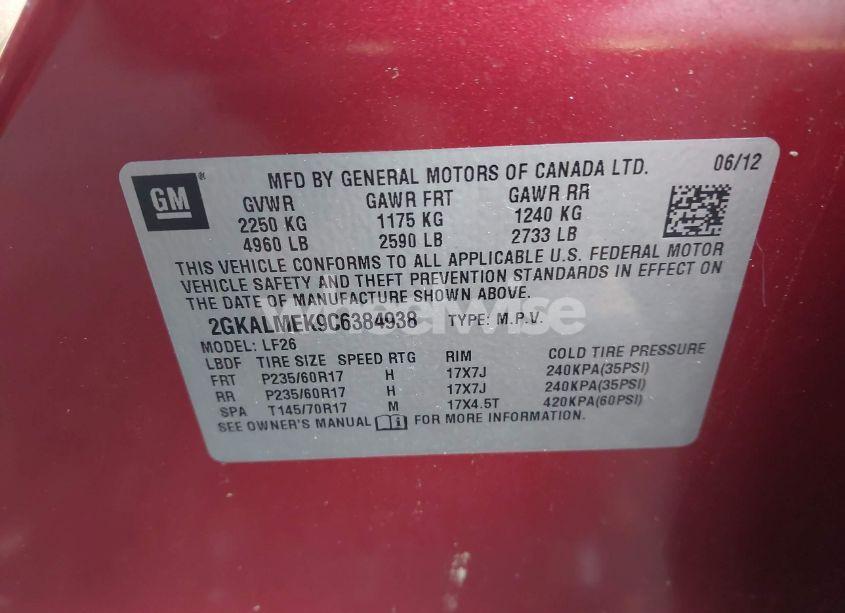 GM ®
MFD BY GENERAL MOTORS OF CANADA LTD. 06/12
GVWR GAWR FRT GAWR RR
2250 KG 1175 KG 1240 KG
4960 LB 2590 LB 2733 LB
THIS VEHICLE CONFORMS TO ALL APPLICABLE U.S. FEDERAL MOTOR
VEHICLE SAFETY AND THEFT PREVENTION STANDARDS IN EFFECT ON
THE DATE OF MANUFACTURE SHOWN ABOVE.
2GKALMEK9C6384938 TYPE: M.P.V.
MODEL: LF26
LBDF TIRE SIZE SPEED RTG RIM COLD TIRE PRESSURE
FRT P235/60R17 H 17X7J 240KPA(35PSI)
RR P235/60R17 H 17X7J 240KPA(35PSI)
SPA T145/70R17 M 17X4.5T 420KPA(60PSI)
SEE OWNER'S MANUAL FOR MORE INFORMATION.